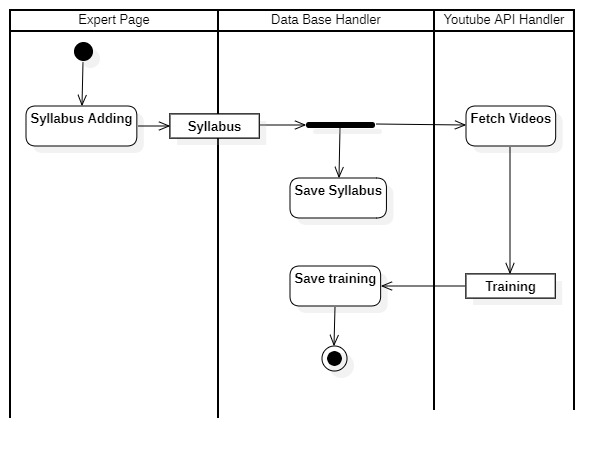 Expert Page
Data Base Handler
Youtube API Handler
Syllabus Adding
Syllabus
Fetch Videos
Save Syllabus
Save training
Training